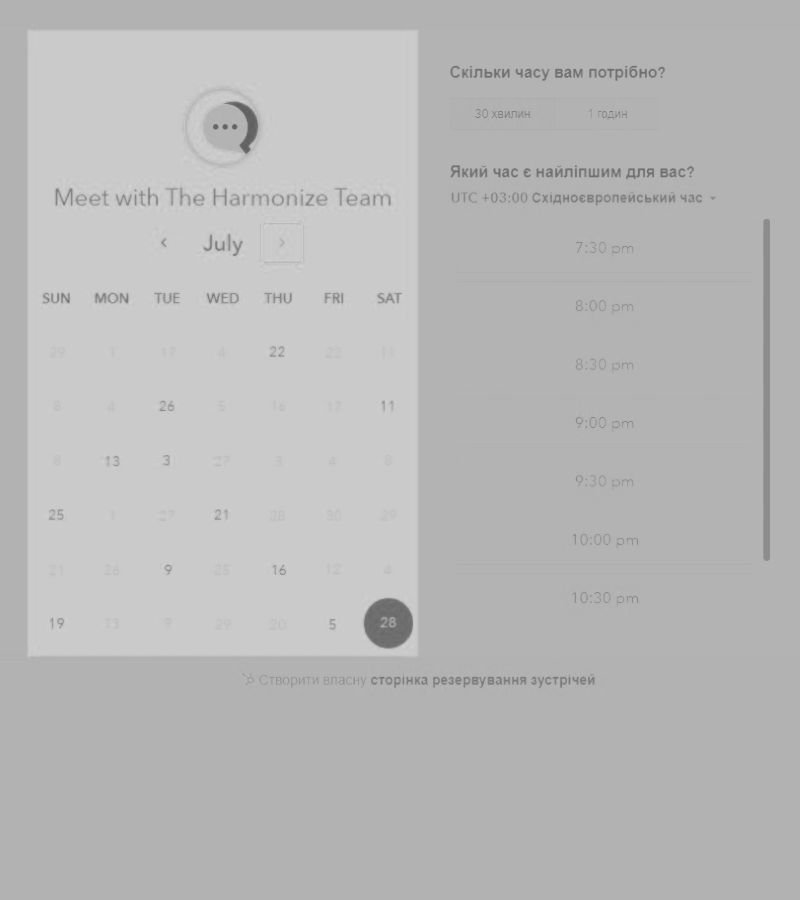 Meet with The Harmonize Team
July
SUN MON TUE WED THU FRI SAT
29 1 17 4 22 22 11
8 4 26 5 16 17 11
8 13 3 27 3 4 8
25 1 27 21 28 30 29
21 26 9 25 16 12 4
19 13 9 29 20 5 28
Скільки часу вам потрібно?
30 хвилин 1 годин
Який час є найліпшим для вас?
UTC +03:00 Східноєвропейський час
7:30 pm
8:00 pm
8:30 pm
9:00 pm
9:30 pm
10:00 pm
10:30 pm
Створити власну сторінка резервування зустрічей